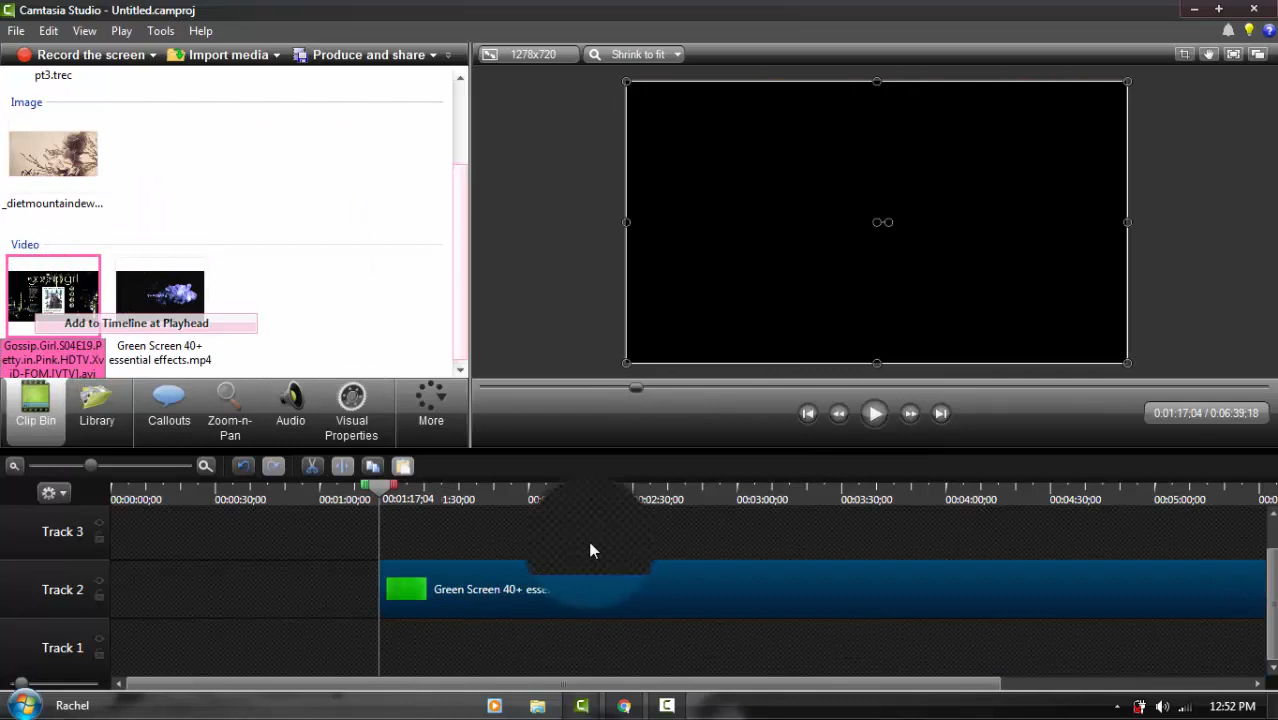 Camtasia Studio - Untitled.camproj
File Edit View Play Tools Help
Record the screen Import media Produce and share
1278x720 Shrink to fit
pt3.trec
Image
_dietmountaindew...
Video
Add to Timeline at Playhead
Gossip.Girl.S04E19.P
etty.in.Pink.HDTV.Xv
iD-FOM.[VTV].avi
Green Screen 40+
essential effects.mp4
Clip Bin Library Callouts Zoom-n-
Pan Audio Visual
Properties More
0:01:17;04 / 0:06:39;18
00:00:00;00 00:00:30;00 00:01:00;00 00:01:17;04 1:30;00 00: 02:30;00 00:03:00;00 00:03:30;00 00:04:00;00 00:04:30;00 00:05:00;00 00:0
Track 3
Track 2 Green Screen 40+ esse
Track 1
Rachel 12:52 PM